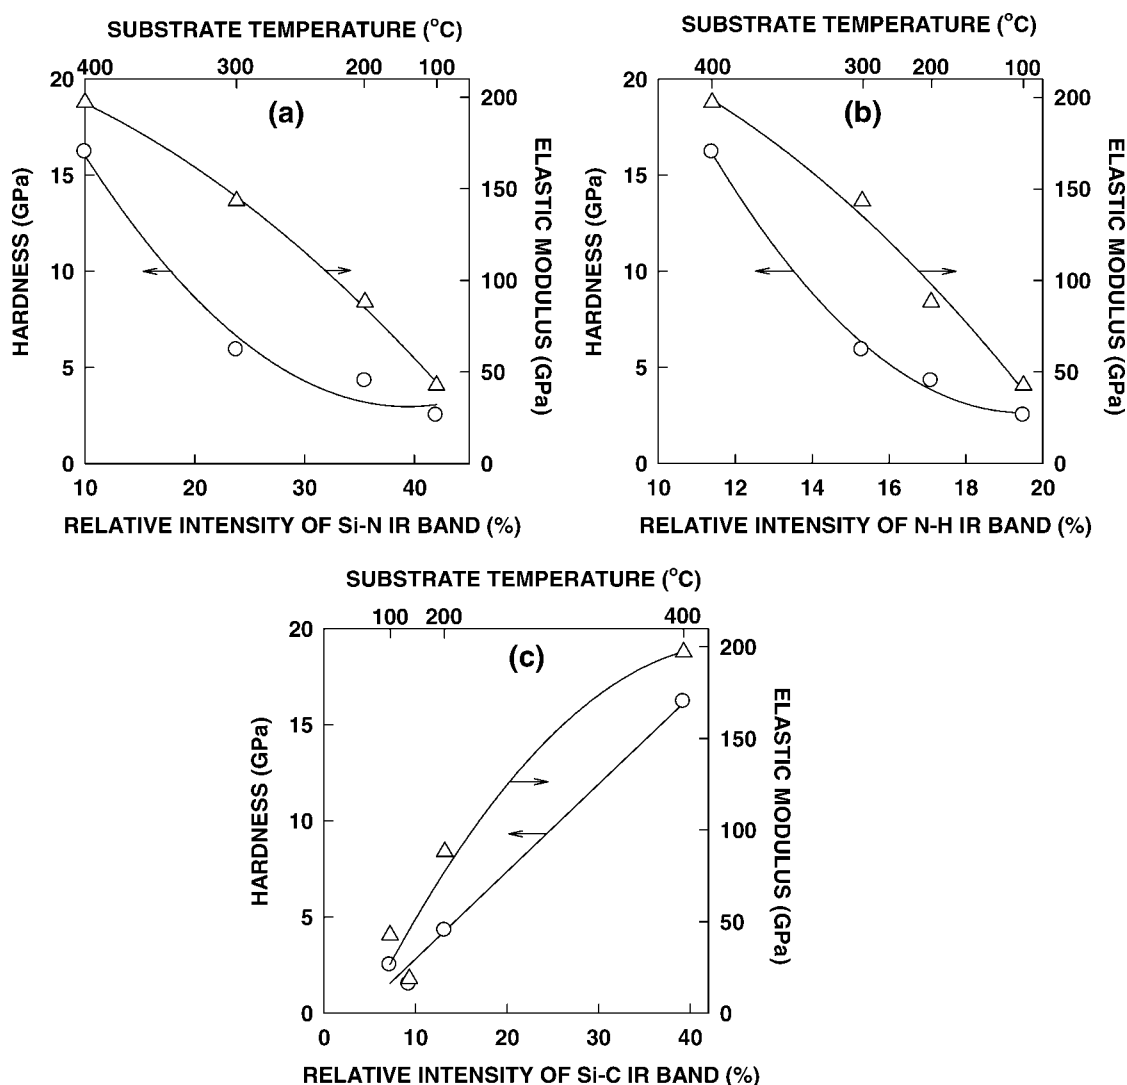 SUBSTRATE TEMPERATURE (°C)
400 300 200 100
(a)
HARDNESS (GPa)
20
15
10
5
0
200
150
100
50
0
ELASTIC MODULUS (GPa)
10 20 30 40
RELATIVE INTENSITY OF Si-N IR BAND (%)
SUBSTRATE TEMPERATURE (°C)
400 300 200 100
(b)
HARDNESS (GPa)
20
15
10
5
0
200
150
100
50
0
ELASTIC MODULUS (GPa)
10 12 14 16 18 20
RELATIVE INTENSITY OF N-H IR BAND (%)
SUBSTRATE TEMPERATURE (°C)
100 200 400
(c)
HARDNESS (GPa)
20
15
10
5
0
200
150
100
50
0
ELASTIC MODULUS (GPa)
0 10 20 30 40
RELATIVE INTENSITY OF Si-C IR BAND (%)